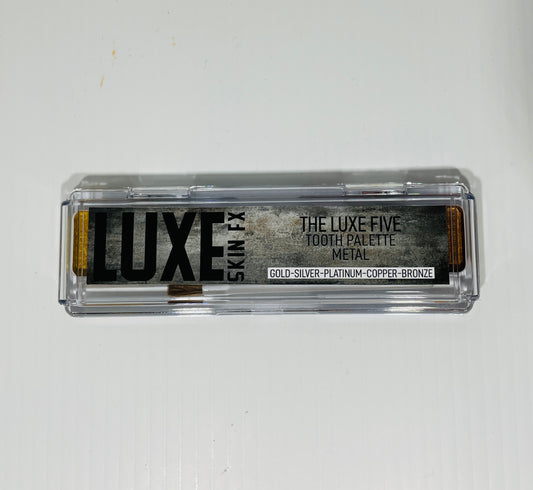 LUXE
SKIN FX
THE LUXE FIVE
TOOTH PALETTE
METAL
GOLD-SILVER-PLATINUM-COPPER-BRONZE